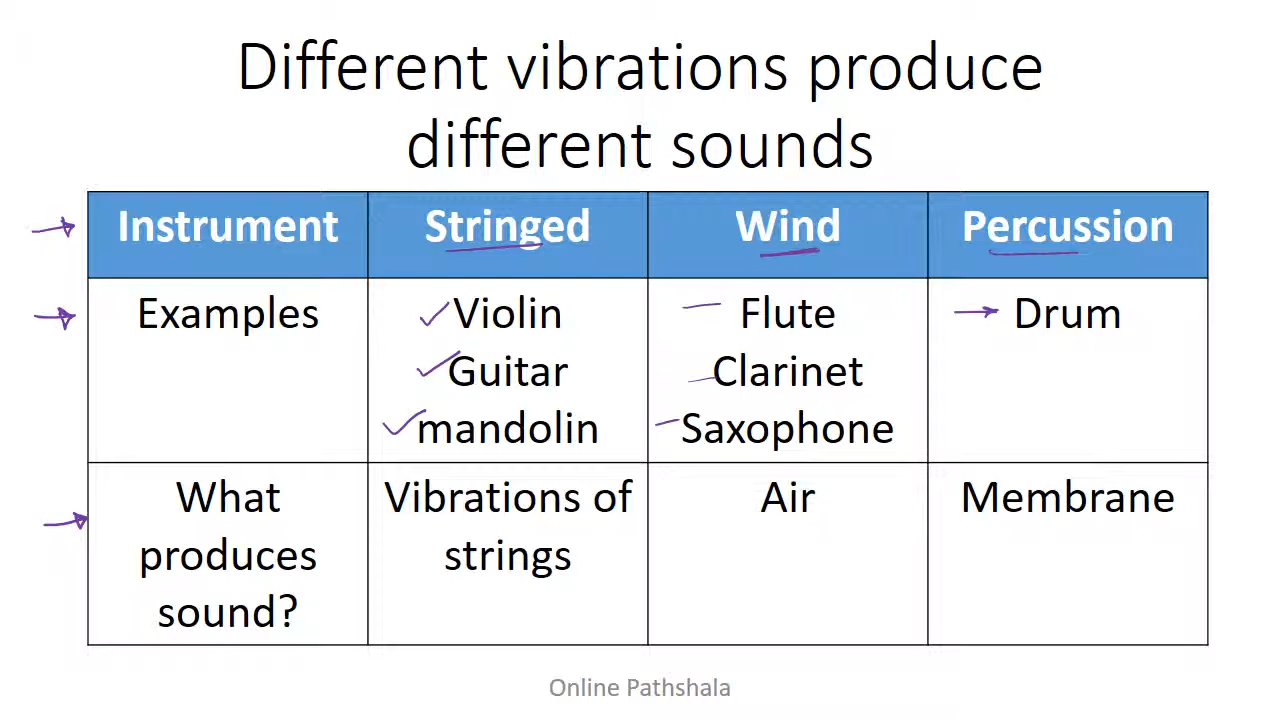 Different vibrations produce
different sounds
Instrument Stringed Wind Percussion
Examples Violin Flute Drum
Guitar Clarinet
mandolin Saxophone
What Vibrations of Air Membrane
produces strings
sound?
Online Pathshala